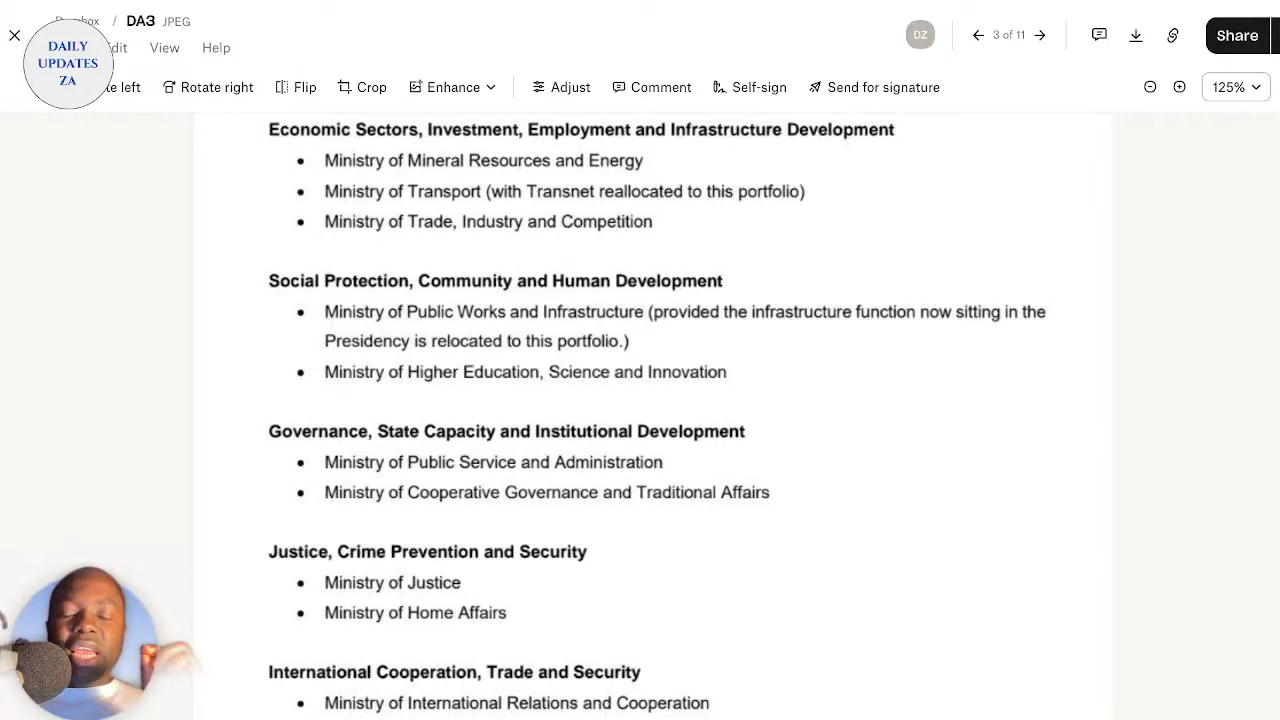 Dropbox / DA3 JPEG
DZ
3 of 11
Share
DAILY
UPDATES
ZA
Edit View Help
Rotate right
Flip
Crop
Enhance
Adjust
Comment
Self-sign
Send for signature
125%
Economic Sectors, Investment, Employment and Infrastructure Development
• Ministry of Mineral Resources and Energy
• Ministry of Transport (with Transnet reallocated to this portfolio)
• Ministry of Trade, Industry and Competition
Social Protection, Community and Human Development
• Ministry of Public Works and Infrastructure (provided the infrastructure function now sitting in the
Presidency is relocated to this portfolio.)
• Ministry of Higher Education, Science and Innovation
Governance, State Capacity and Institutional Development
• Ministry of Public Service and Administration
• Ministry of Cooperative Governance and Traditional Affairs
Justice, Crime Prevention and Security
• Ministry of Justice
• Ministry of Home Affairs
International Cooperation, Trade and Security
• Ministry of International Relations and Cooperation